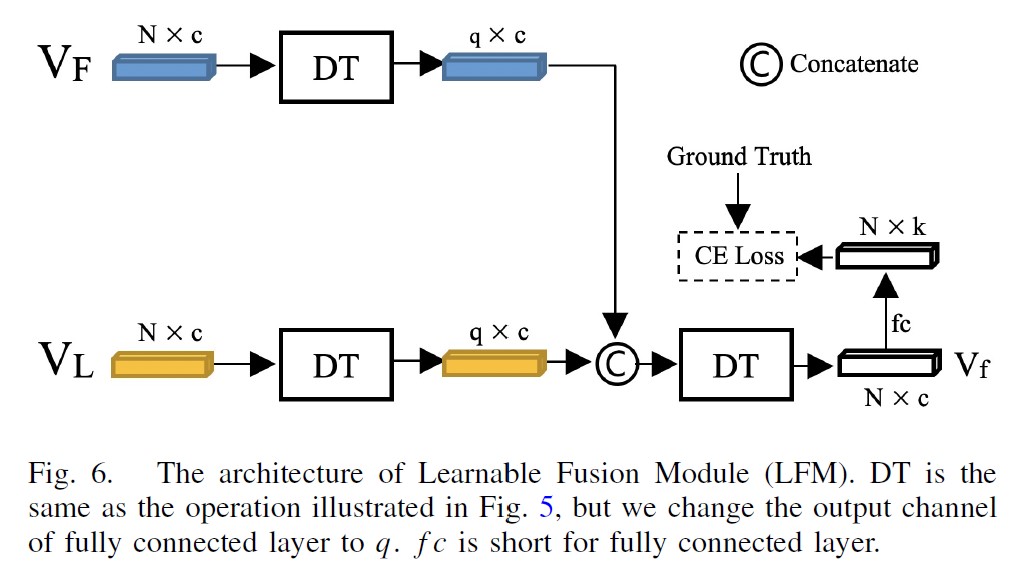 N × c
q × c
V_F
DT
© Concatenate
Ground Truth
N × k
CE Loss
fc
N × c
q × c
V_L
DT
C
DT
V_f
N × c
Fig. 6. The architecture of Learnable Fusion Module (LFM). DT is the
same as the operation illustrated in Fig. 5, but we change the output channel
of fully connected layer to q. fc is short for fully connected layer.